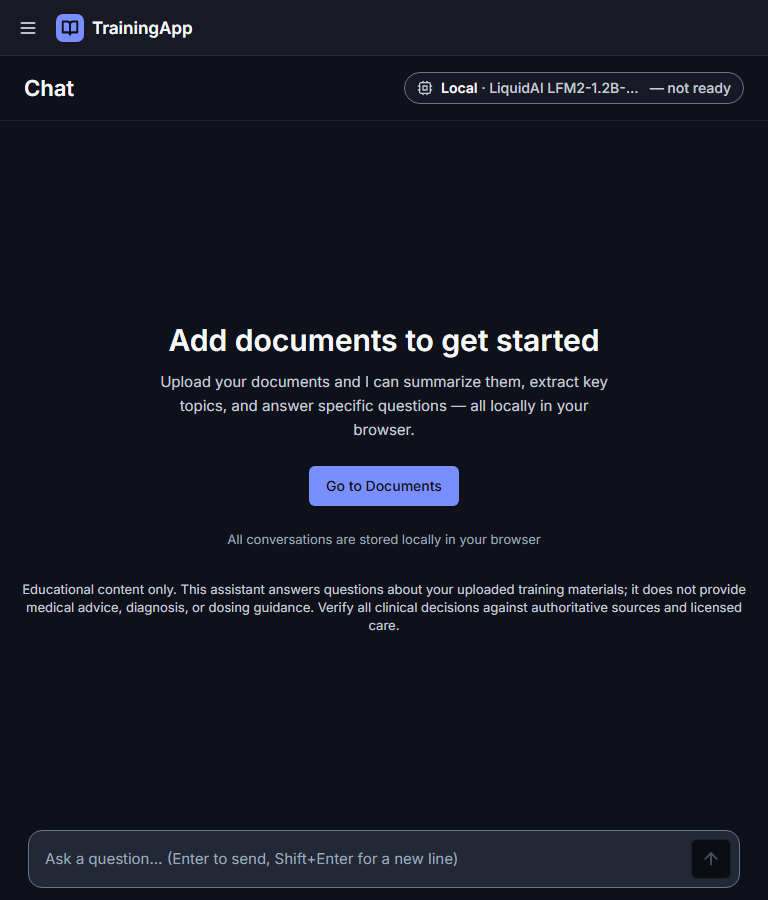 TrainingApp
Chat
Local · LiquidAI LFM2-1.2B-... — not ready
Add documents to get started
Upload your documents and I can summarize them, extract key
topics, and answer specific questions — all locally in your
browser.
Go to Documents
All conversations are stored locally in your browser
Educational content only. This assistant answers questions about your uploaded training materials; it does not provide
medical advice, diagnosis, or dosing guidance. Verify all clinical decisions against authoritative sources and licensed
care.
Ask a question... (Enter to send, Shift+Enter for a new line)